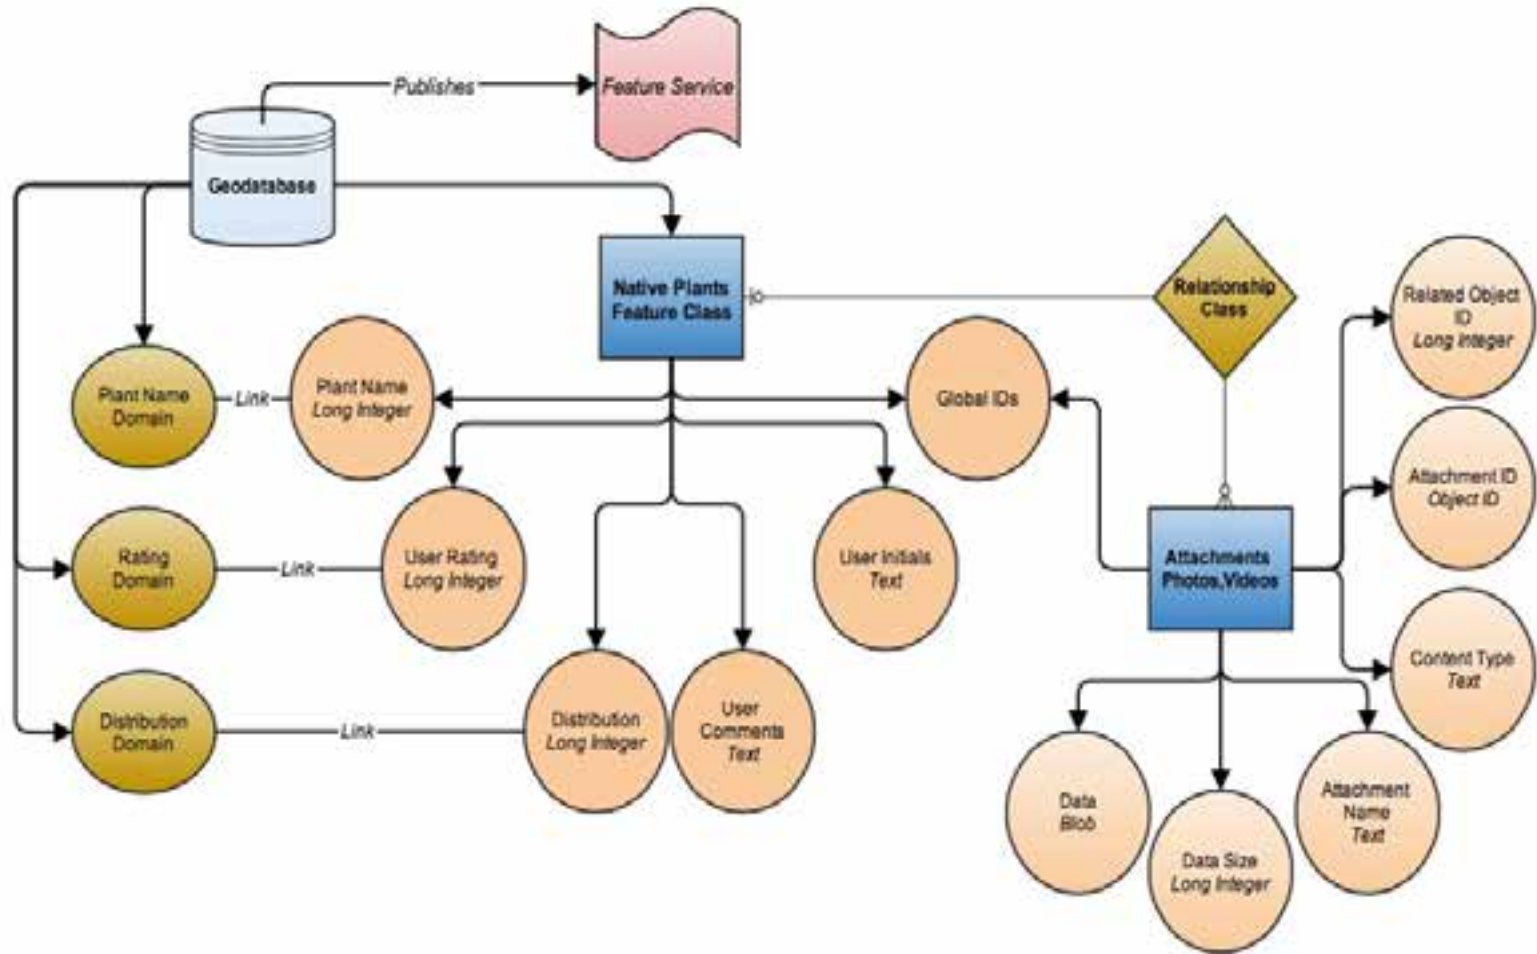 Publishes
Feature Service
Geodatabase
Native Plants
Feature Class
Relationship
Class
Related Object
ID
Long Integer
Plant Name
Domain
Link
Plant Name
Long Integer
Global IDs
Attachment ID
Object ID
Rating
Domain
Link
User Rating
Long Integer
User Initials
Text
Attachments
Photos,Videos
Content Type
Text
Distribution
Domain
Link
Distribution
Long Integer
User
Comments
Text
Data
Blob
Data Size
Long Integer
Attachment
Name
Text